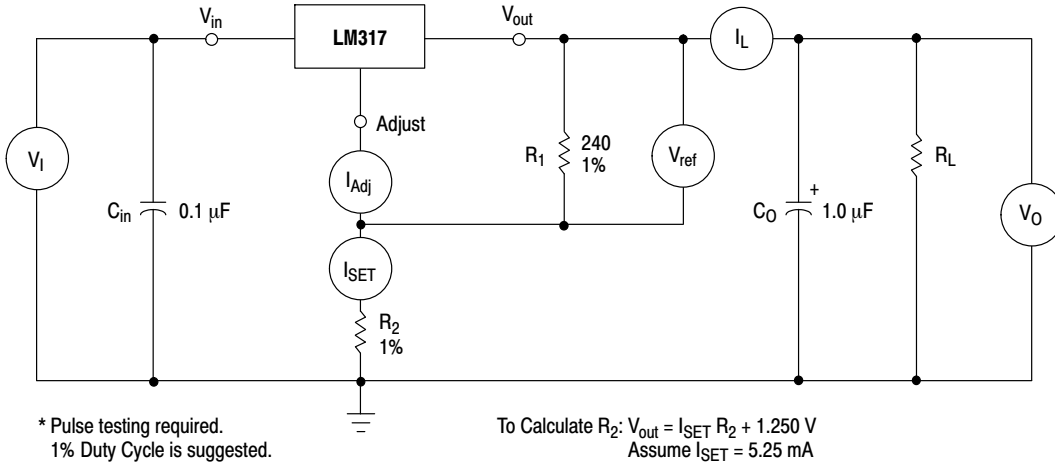 V_in
LM317
V_out
I_L
Adjust
V_I
C_in 0.1 μF
I_Adj
R_1 240
1%
V_ref
R_L
C_O + 1.0 μF
V_O
I_SET
R_2
1%
* Pulse testing required.
1% Duty Cycle is suggested.
To Calculate R_2: V_out = I_SET R_2 + 1.250 V
Assume I_SET = 5.25 mA